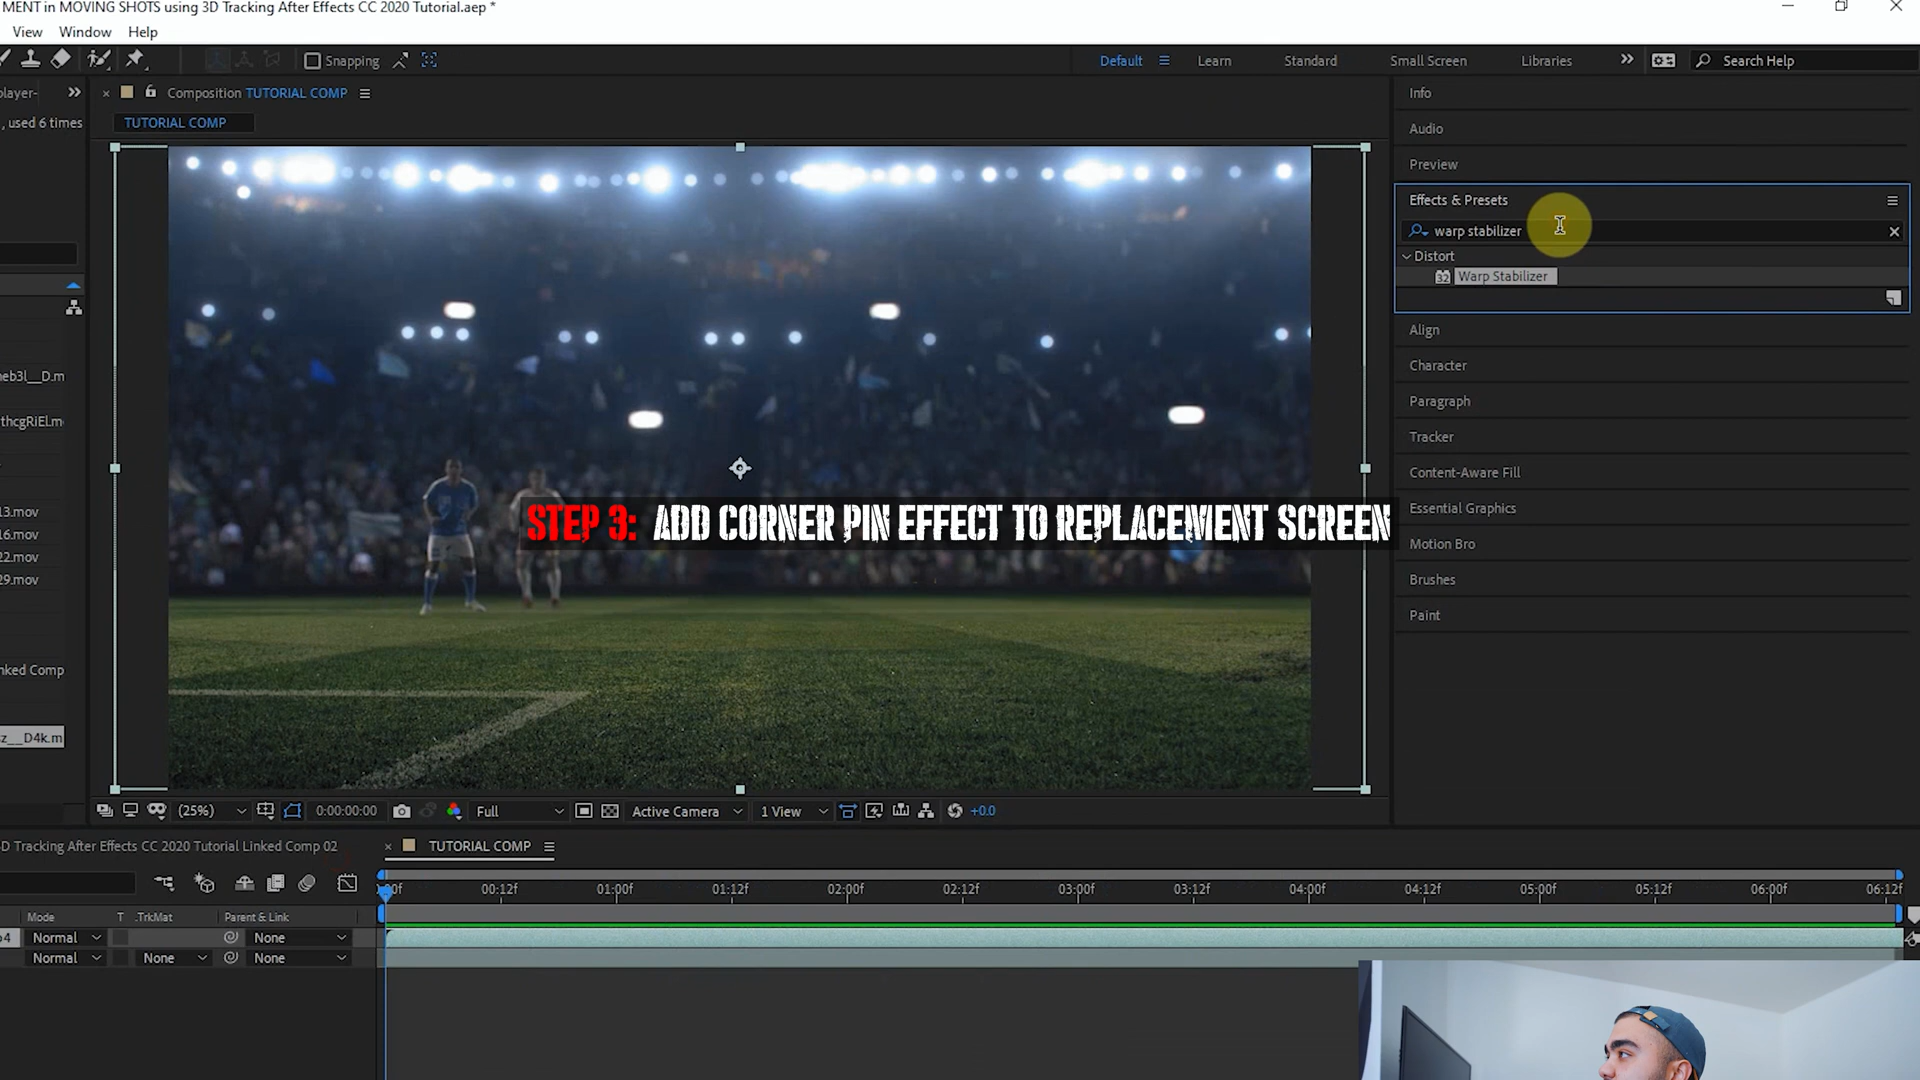 MENT in MOVING SHOTS using 3D Tracking After Effects CC 2020 Tutorial.aep *
View Window Help
Snapping
Default Learn Standard Small Screen Libraries Search Help
player-
Composition TUTORIAL COMP
, used 6 times
TUTORIAL COMP
Info
Audio
Preview
Effects & Presets
warp stabilizer
Distort
32 Warp Stabilizer
Align
Character
Paragraph
Tracker
Content-Aware Fill
Essential Graphics
Motion Bro
Brushes
Paint
neb3l__D.m
thcgRiEl.m
13.mov
16.mov
22.mov
29.mov
nked Comp
sz__D4k.m
STEP 3: ADD CORNER PIN EFFECT TO REPLACEMENT SCREEN
(25%) 0:00:00:00 Full Active Camera 1 View +0.0
D Tracking After Effects CC 2020 Tutorial Linked Comp 02
TUTORIAL COMP
00f 00:12f 01:00f 01:12f 02:00f 02:12f 03:00f 03:12f 04:00f 04:12f 05:00f 05:12f 06:00f 06:12f
Mode T .TrkMat Parent & Link
p4 Normal None
Normal None None